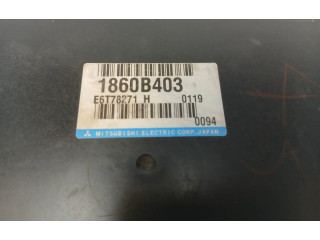 1860B403
E6T78271 H 0119
0094
MITSUBISHI ELECTRIC CORP. JAPAN